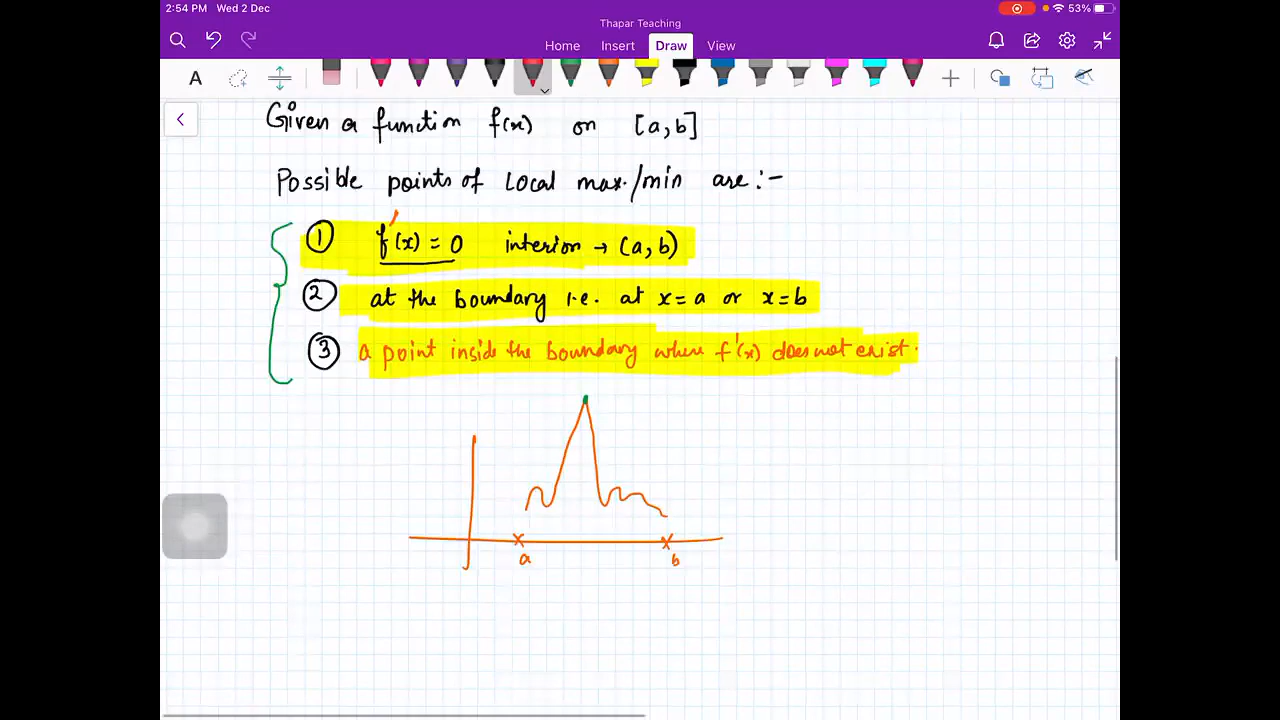 2:54 PM Wed 2 Dec
53%
Thapar Teaching
Home Insert Draw View
A
Given a function f(x) on [a,b]
Possible points of local max./min are :-
① f'(x) = 0 interior → (a, b)
② at the boundary i.e. at x = a or x = b
③ a point inside the boundary where f'(x) does not exist.
a b